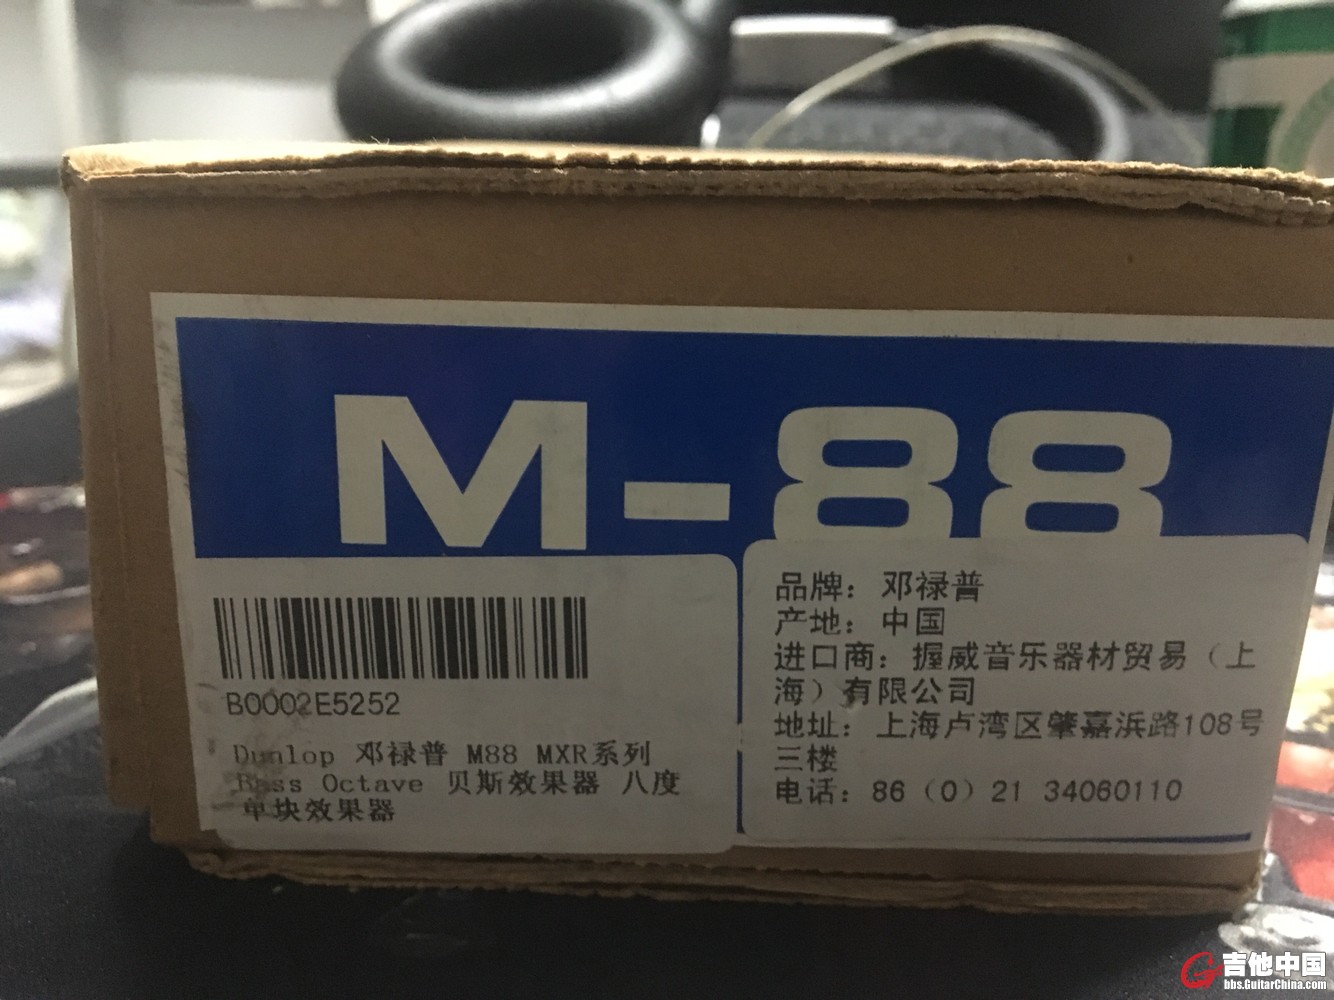 M-88
B0002E5252
Dunlop 邓禄普 M88 MXR系列
Bass Octave 贝斯效果器 八度
单块效果器
品牌：邓禄普
产地：中国
进口商：握威音乐器材贸易（上
海）有限公司
地址：上海卢湾区肇嘉浜路108号
三楼
电话：86（0）21 34060110
吉他中国
bbs.GuitarChina.com